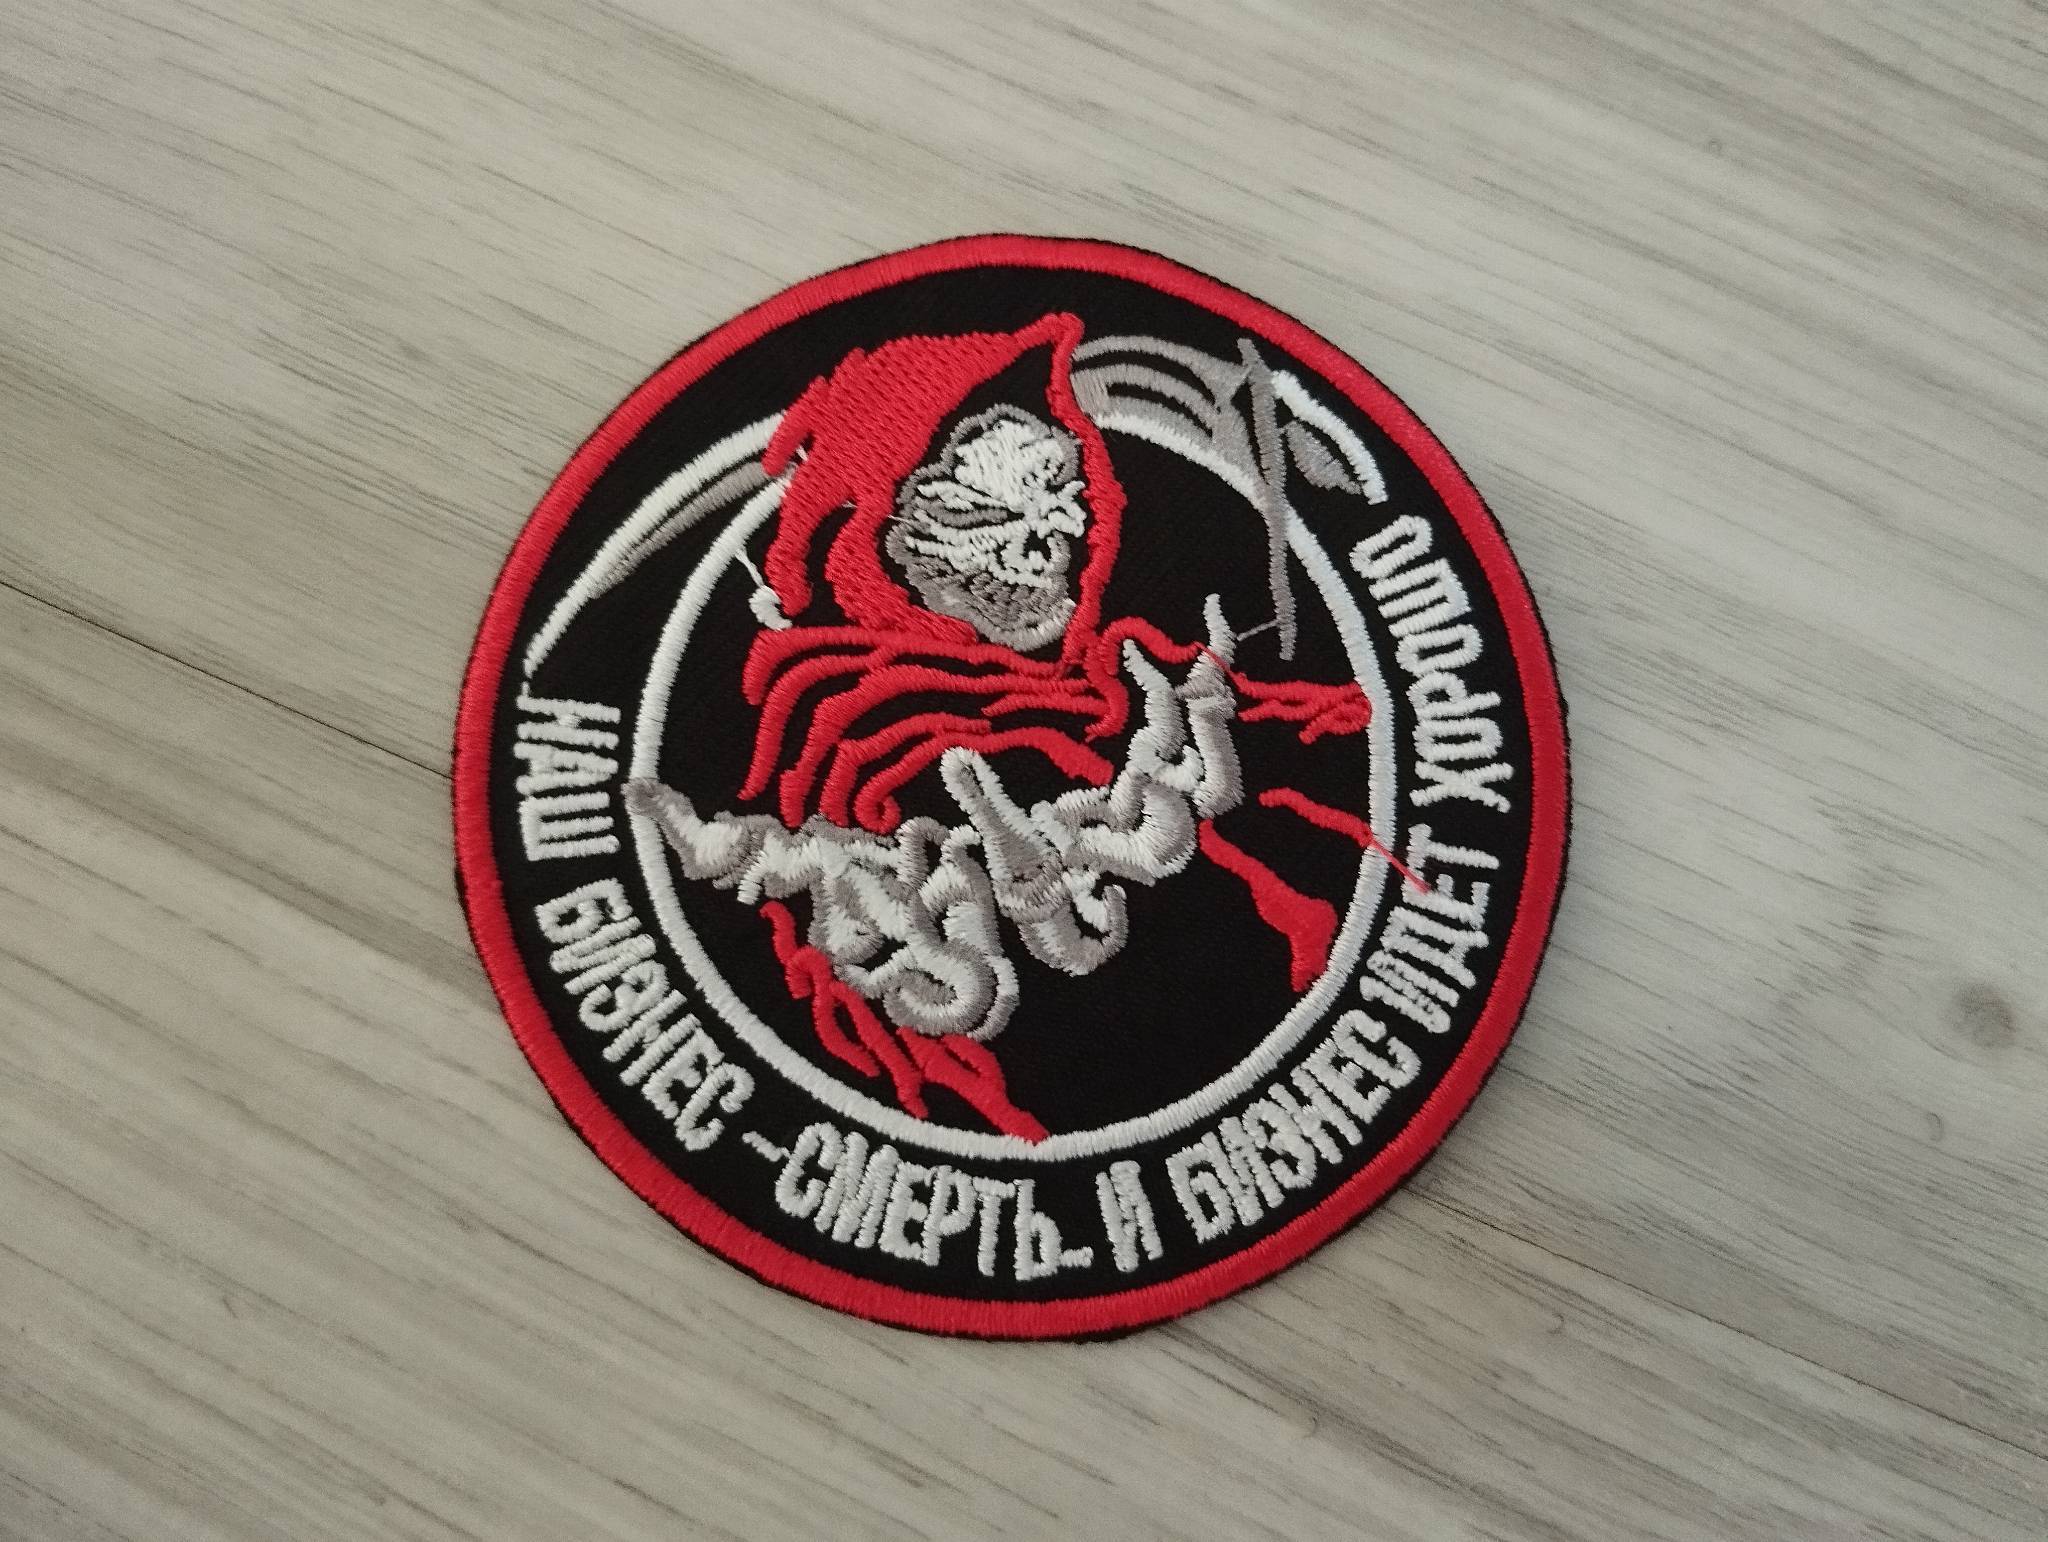 НАШ БИЗНЕС - СМЕРТЬ - И БИЗНЕС ИДЕТ ХОРОШО